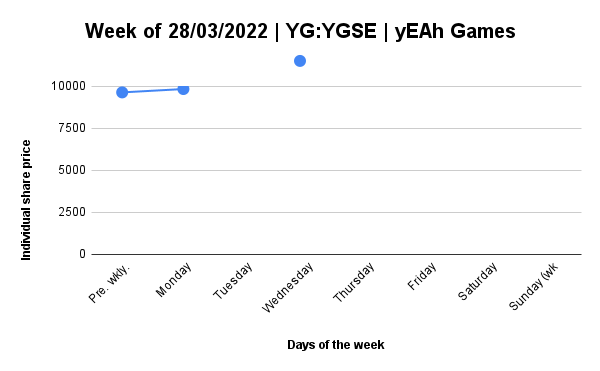 Week of 28/03/2022 | YG:YGSE | yEAh Games
Individual share price
10000
7500
5000
2500
0
Pre. wkly.
Monday
Tuesday
Wednesday
Thursday
Friday
Saturday
Sunday (wk
Days of the week